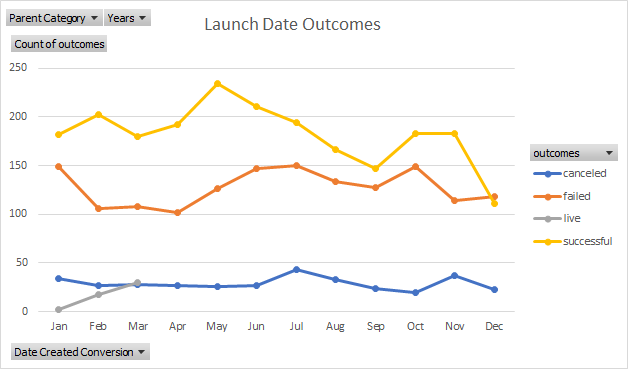 Parent Category Years
Launch Date Outcomes
Count of outcomes
250
200
150
100
50
0
Jan Feb Mar Apr May Jun Jul Aug Sep Oct Nov Dec
outcomes
canceled
failed
live
successful
Date Created Conversion